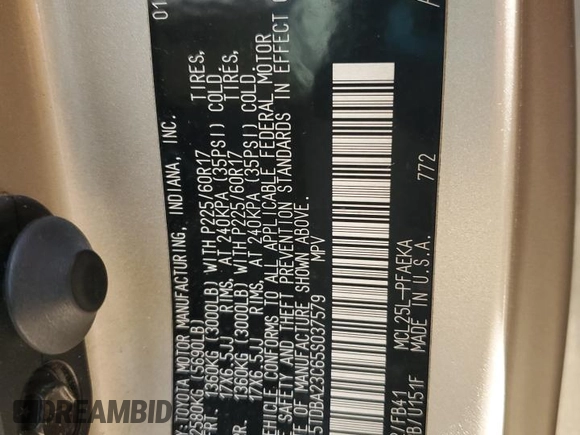 TOYOTA MOTOR MANUFACTURING, INDIANA, INC. 01
2580KG (5690LB)
1360KG (3000LB) WITH P225/60R17 TIRES,
17X6.5JJ RIMS, AT 240KPA (35PSI) COLD
RR. 1360KG (3000LB) WITH P225/60R17 TIRES,
17X6.5JJ RIMS, AT 240KPA (35PSI) COLD
VEHICLE CONFORMS TO ALL APPLICABLE FEDERAL MOTOR
SAFETY AND THEFT PREVENTION STANDARDS IN EFFECT
MANUFACTURE SHOWN ABOVE.
5TDBA23C65S037579 MPV
772
/FB41 MCL25L-PFAEKA
/U151F MADE IN U.S.A.
DREAMBID